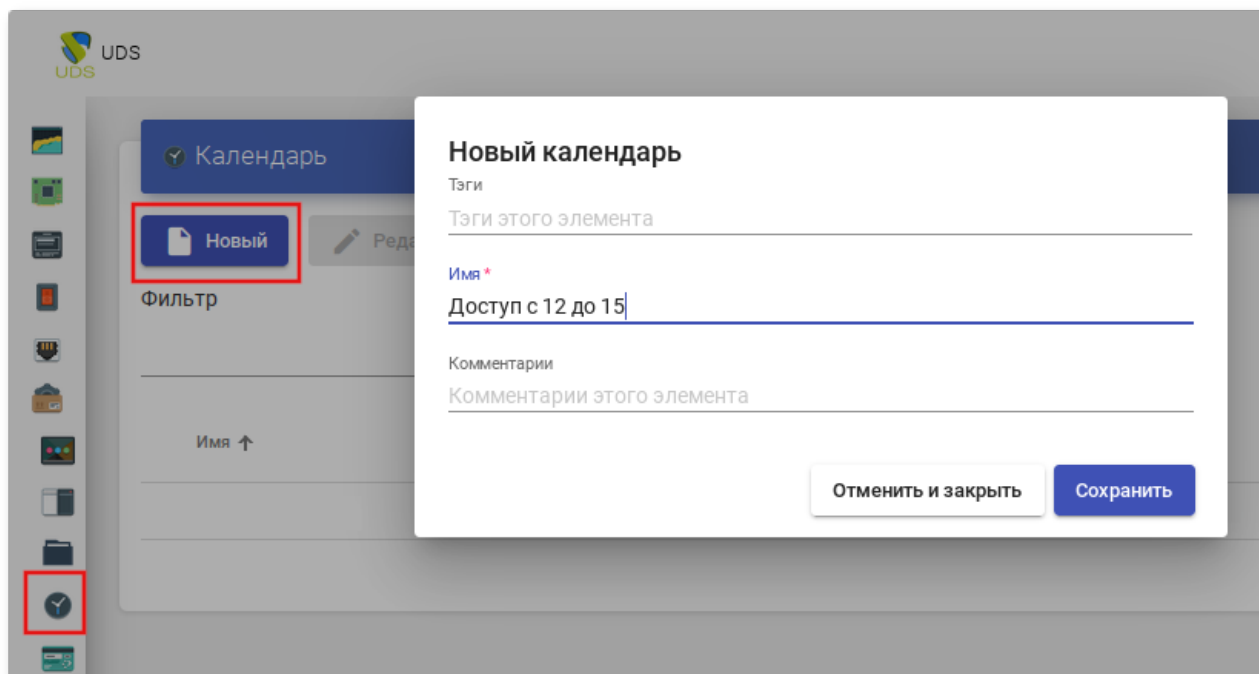 UDS
UDS
Календарь
Новый
Реда
Фильтр
Имя
Новый календарь
Тэги
Тэги этого элемента
Имя *
Доступ с 12 до 15
Комментарии
Комментарии этого элемента
Отменить и закрыть
Сохранить